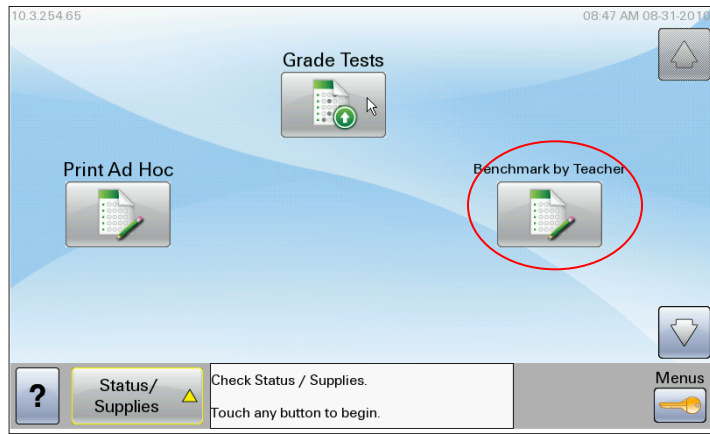 10.3.254.65
08:47 AM 08-31-2010
Grade Tests
Print Ad Hoc
Benchmark by Teacher
?
Status/
Supplies
Check Status / Supplies.
Touch any button to begin.
Menus